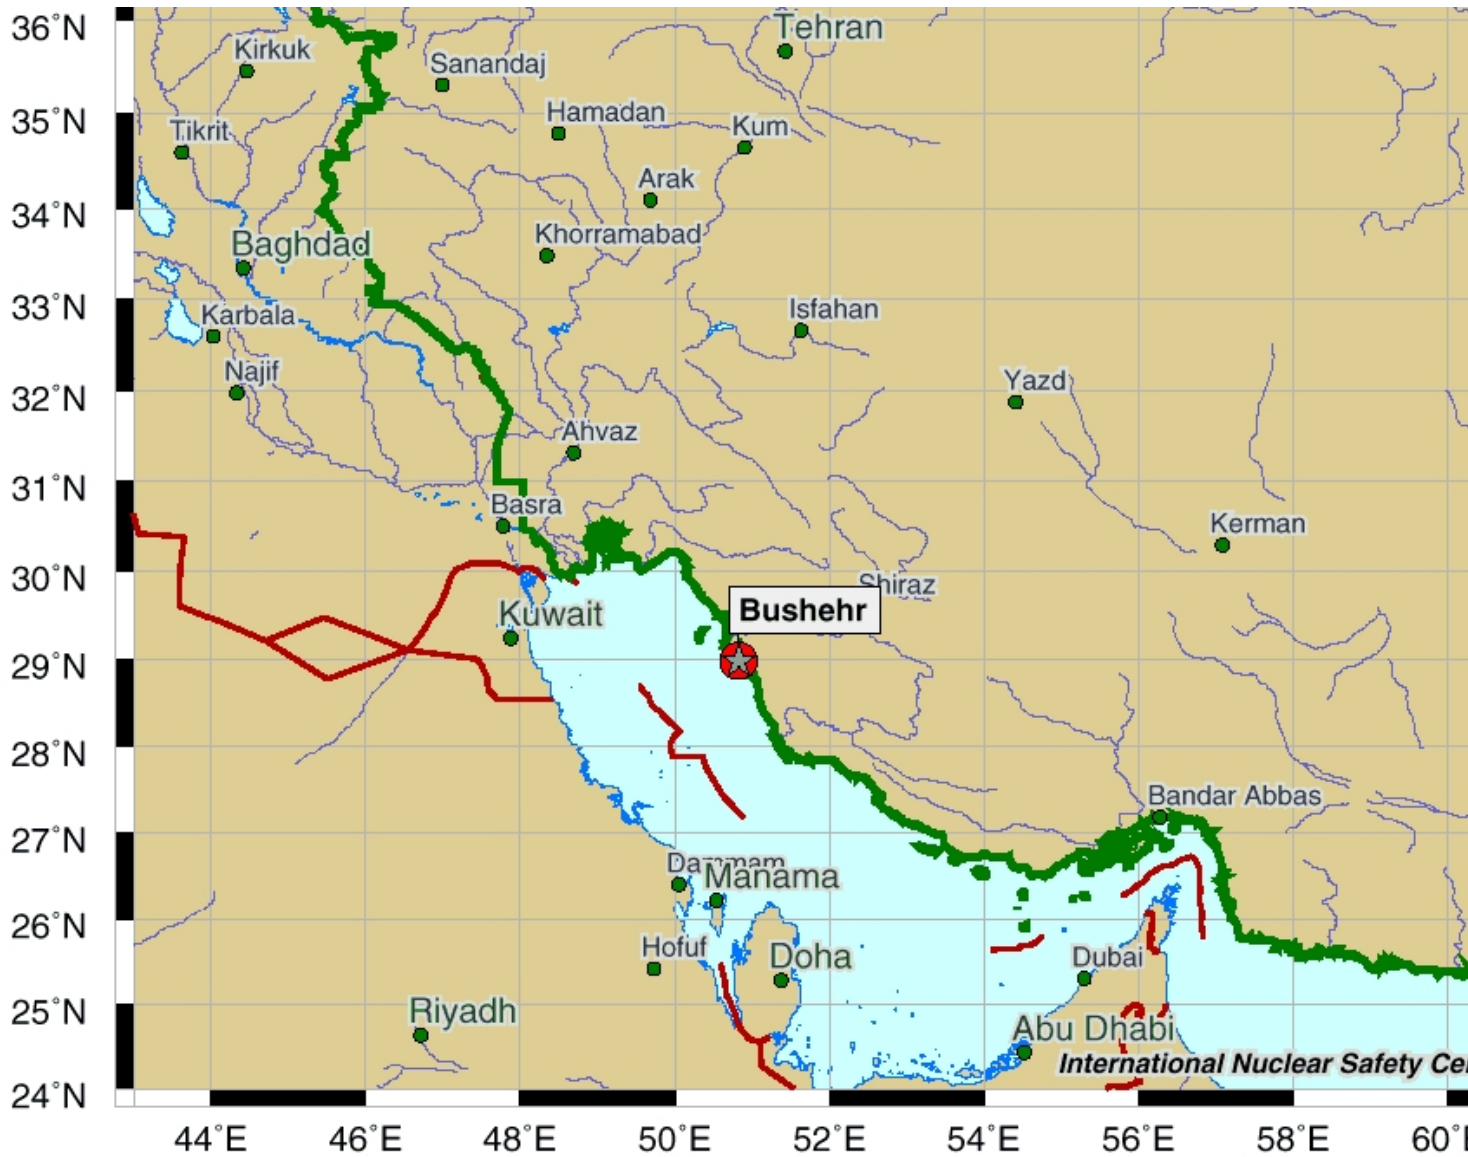 36°N
Tehran
Kirkuk
Sanandaj
35°N
Hamadan
Tikrit
Kum
Arak
34°N
Khorramabad
Baghdad
33°N
Isfahan
Karbala
Najif
Yazd
32°N
Ahvaz
31°N
Basra
Kerman
30°N
Shiraz
Bushehr
Kuwait
29°N
28°N
Bandar Abbas
27°N
Dammam
Manama
26°N
Hofuf
Doha
Dubai
25°N
Riyadh
Abu Dhabi
International Nuclear Safety Ce
24°N
44°E 46°E 48°E 50°E 52°E 54°E 56°E 58°E 60°E